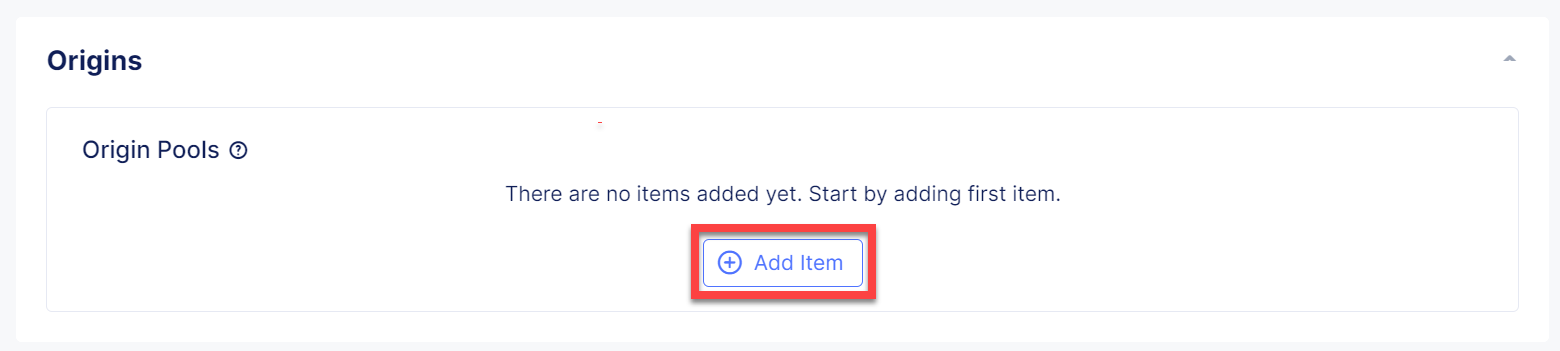 Origins
Origin Pools
There are no items added yet. Start by adding first item.
Add Item